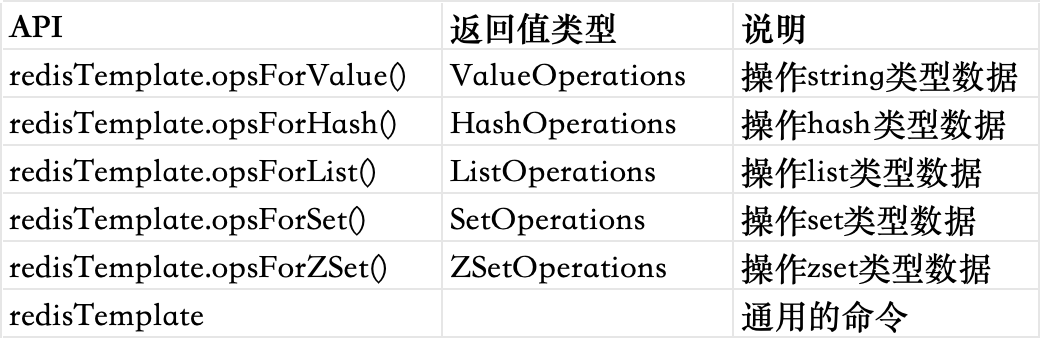 API 返回值类型 说明
redisTemplate.opsForValue() ValueOperations 操作string类型数据
redisTemplate.opsForHash() HashOperations 操作hash类型数据
redisTemplate.opsForList() ListOperations 操作list类型数据
redisTemplate.opsForSet() SetOperations 操作set类型数据
redisTemplate.opsForZSet() ZSetOperations 操作zset类型数据
redisTemplate 通用的命令